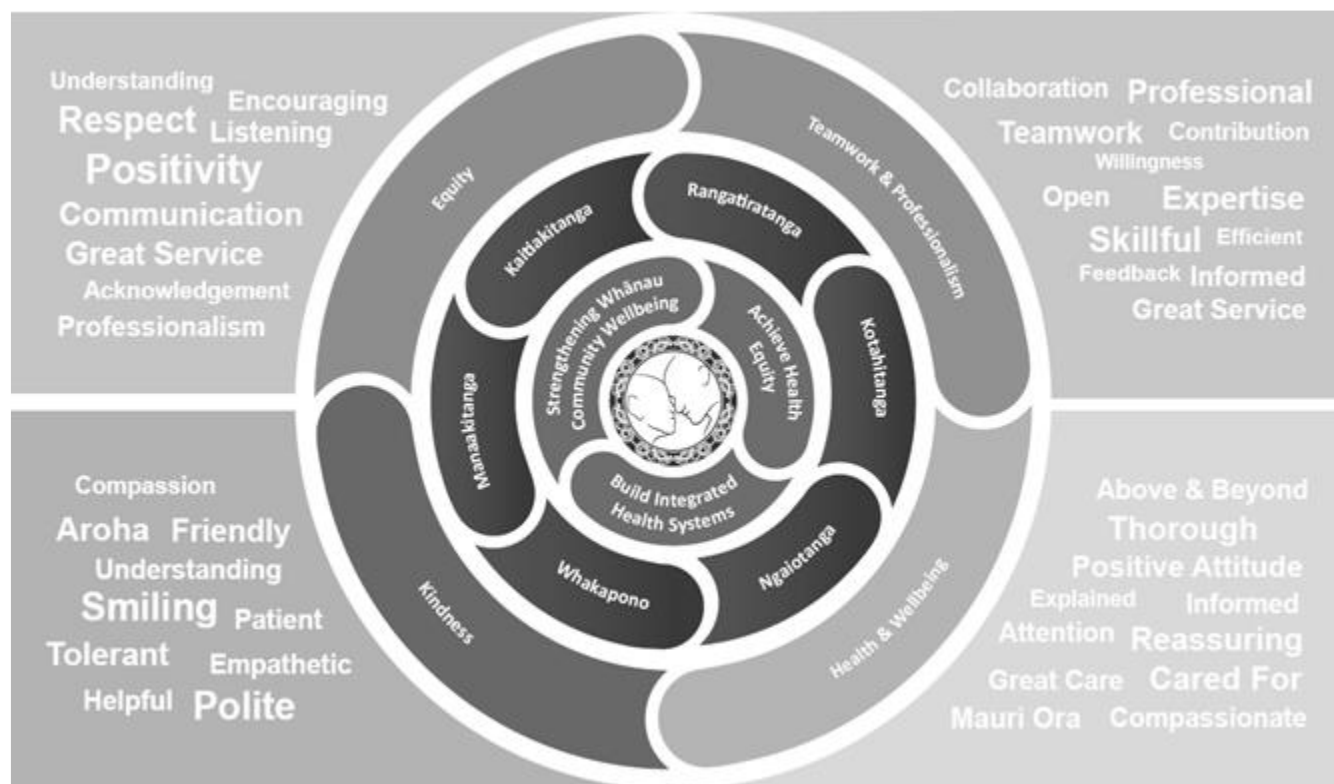 Understanding
Encouraging
Respect
Listening
Positivity
Communication
Great Service
Acknowledgement
Professionalism
Collaboration
Professional
Teamwork
Contribution
Willingness
Open
Expertise
Skillful
Efficient
Feedback
Informed
Great Service
Equity
Teamwork & Professionalism
Kaitiakitanga
Rangatiratanga
Strengthening Whānau
Community Wellbeing
Achieve Health
Equity
Manaakitanga
Kotahitanga
Build Integrated
Health Systems
Whakapono
Ngaiotanga
Kindness
Health & Wellbeing
Compassion
Aroha
Friendly
Understanding
Smiling
Patient
Tolerant
Empathetic
Helpful
Polite
Above & Beyond
Thorough
Positive Attitude
Explained
Informed
Attention
Reassuring
Great Care
Cared For
Mauri Ora
Compassionate